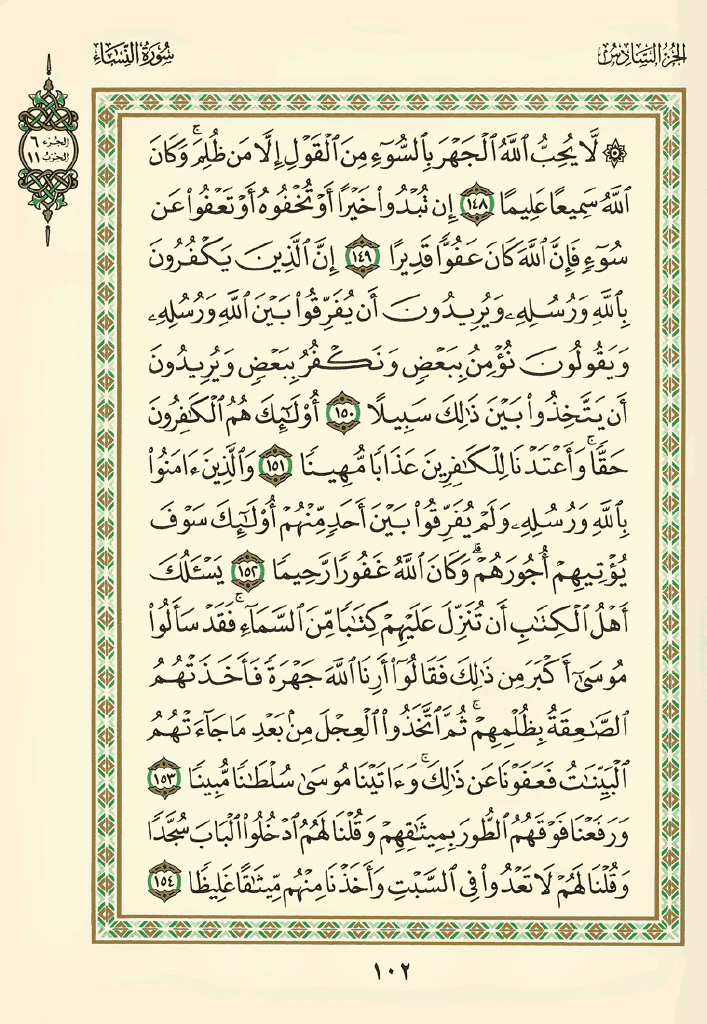 الجزء السادس
سورة النساء
الجزء ٦
الحزب ١١
۞ لَّا يُحِبُّ ٱللَّهُ ٱلْجَهْرَ بِٱلسُّوٓءِ مِنَ ٱلْقَوْلِ إِلَّا مَن ظُلِمَ ۚ وَكَانَ
ٱللَّهُ سَمِيعًا عَلِيمًا ١٤٨ إِن تُبْدُوا۟ خَيْرًا أَوْ تُخْفُوهُ أَوْ تَعْفُوا۟ عَن
سُوٓءٍ فَإِنَّ ٱللَّهَ كَانَ عَفُوًّا قَدِيرًا ١٤٩ إِنَّ ٱلَّذِينَ يَكْفُرُونَ
بِٱللَّهِ وَرُسُلِهِۦ وَيُرِيدُونَ أَن يُفَرِّقُوا۟ بَيْنَ ٱللَّهِ وَرُسُلِهِۦ
وَيَقُولُونَ نُؤْمِنُ بِبَعْضٍ وَنَكْفُرُ بِبَعْضٍ وَيُرِيدُونَ
أَن يَتَّخِذُوا۟ بَيْنَ ذَٰلِكَ سَبِيلًا ١٥٠ أُو۟لَٰٓئِكَ هُمُ ٱلْكَٰفِرُونَ
حَقًّا ۚ وَأَعْتَدْنَا لِلْكَٰفِرِينَ عَذَابًا مُّهِينًا ١٥١ وَٱلَّذِينَ ءَامَنُوا۟
بِٱللَّهِ وَرُسُلِهِۦ وَلَمْ يُفَرِّقُوا۟ بَيْنَ أَحَدٍ مِّنْهُمْ أُو۟لَٰٓئِكَ سَوْفَ
يُؤْتِيهِمْ أُجُورَهُمْ ۗ وَكَانَ ٱللَّهُ غَفُورًا رَّحِيمًا ١٥٢ يَسْـَٔلُكَ
أَهْلُ ٱلْكِتَٰبِ أَن تُنَزِّلَ عَلَيْهِمْ كِتَٰبًا مِّنَ ٱلسَّمَآءِ ۚ فَقَدْ سَأَلُوا۟
مُوسَىٰٓ أَكْبَرَ مِن ذَٰلِكَ فَقَالُوٓا۟ أَرِنَا ٱللَّهَ جَهْرَةً فَأَخَذَتْهُمُ
ٱلصَّٰعِقَةُ بِظُلْمِهِمْ ۚ ثُمَّ ٱتَّخَذُوا۟ ٱلْعِجْلَ مِنۢ بَعْدِ مَا جَآءَتْهُمُ
ٱلْبَيِّنَٰتُ فَعَفَوْنَا عَن ذَٰلِكَ ۚ وَءَاتَيْنَا مُوسَىٰ سُلْطَٰنًا مُّبِينًا ١٥٣
وَرَفَعْنَا فَوْقَهُمُ ٱلطُّورَ بِمِيثَٰقِهِمْ وَقُلْنَا لَهُمُ ٱدْخُلُوا۟ ٱلْبَابَ سُجَّدًا
وَقُلْنَا لَهُمْ لَا تَعْدُوا۟ فِى ٱلسَّبْتِ وَأَخَذْنَا مِنْهُم مِّيثَٰقًا غَلِيظًا ١٥٤
١٠٢